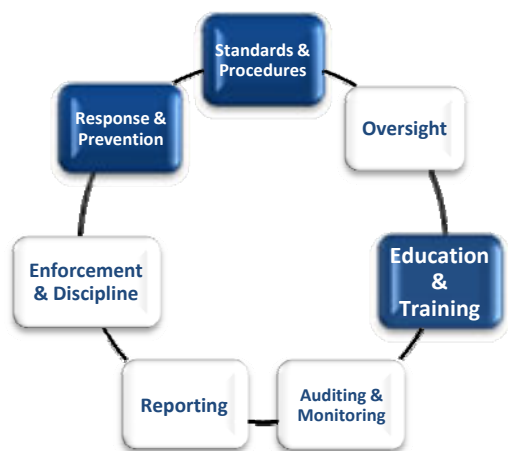 Standards &
Procedures
Oversight
Education
&
Training
Auditing &
Monitoring
Reporting
Enforcement
& Discipline
Response &
Prevention